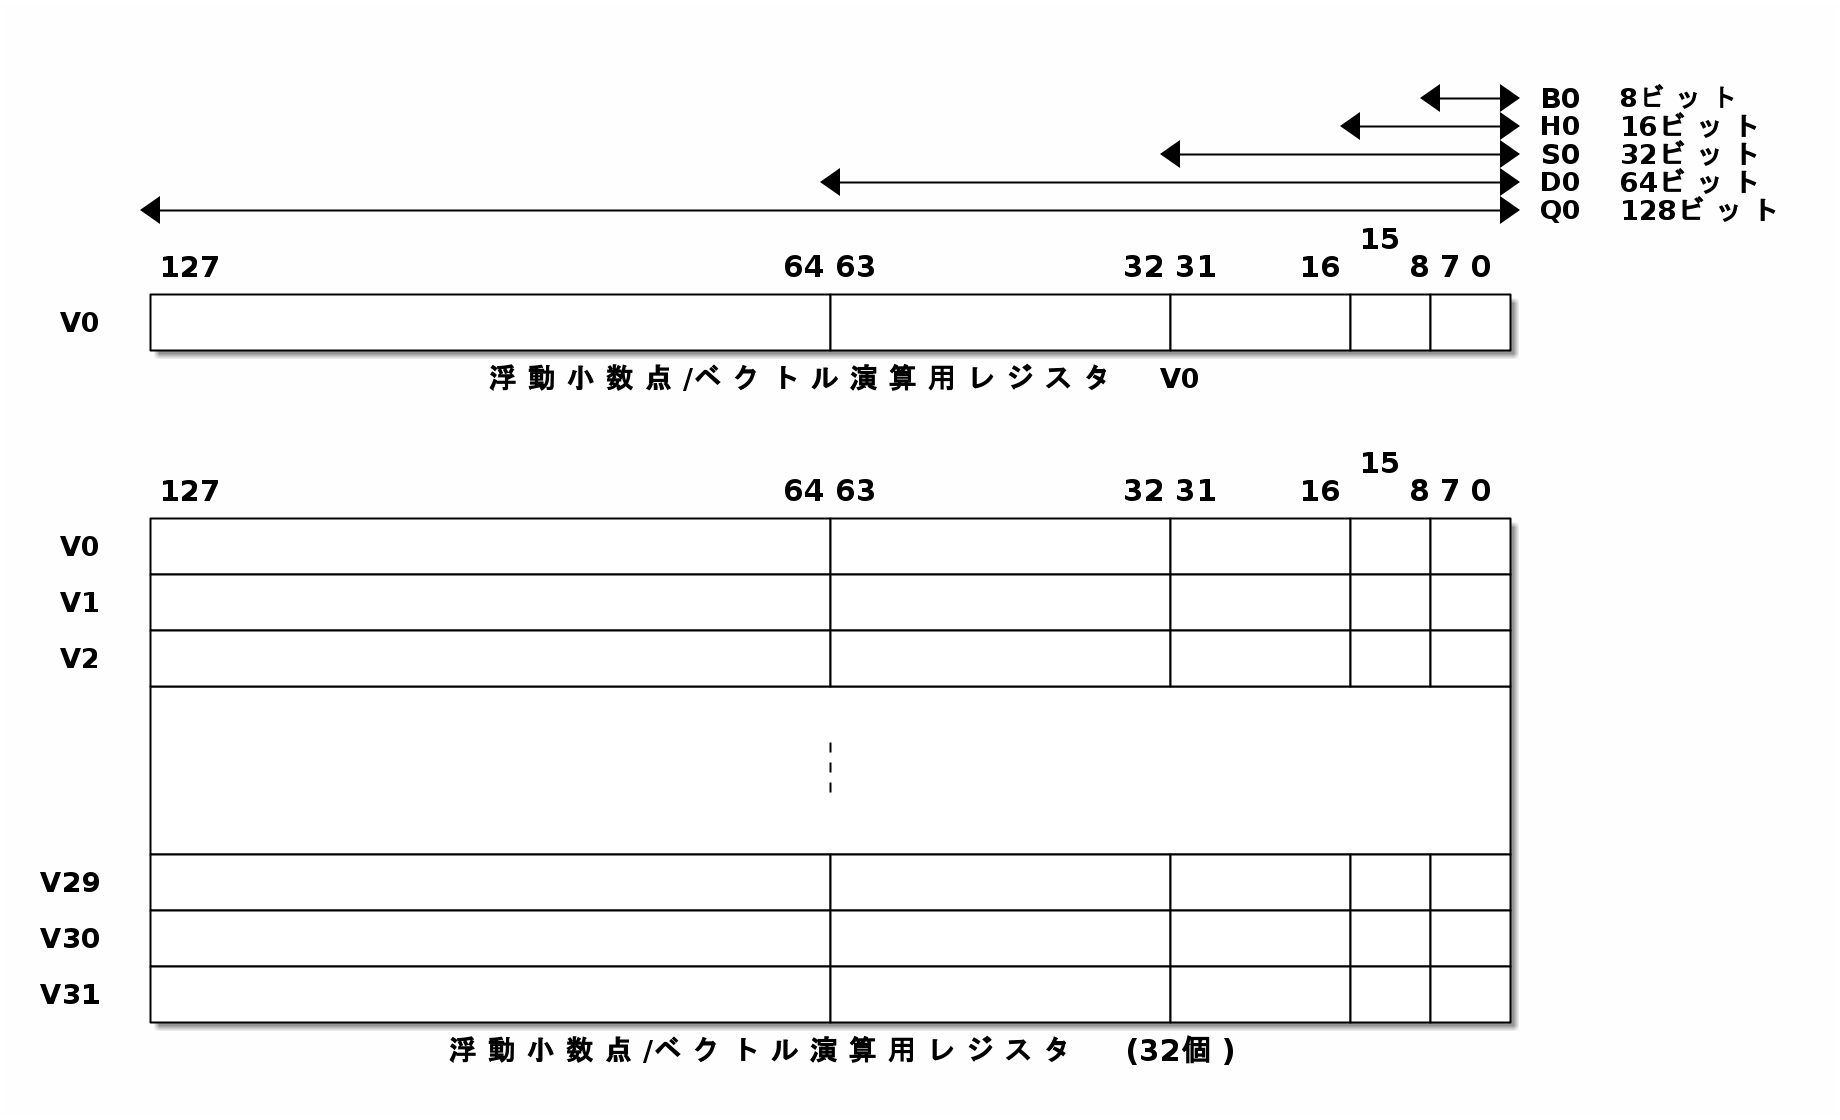 B0 8ビット
H0 16ビット
S0 32ビット
D0 64ビット
Q0 128ビット
15
127 64 63 32 31 16 8 7 0
V0
浮動小数点/ベクトル演算用レジスタ V0
15
127 64 63 32 31 16 8 7 0
V0
V1
V2
V29
V30
V31
浮動小数点/ベクトル演算用レジスタ (32個)